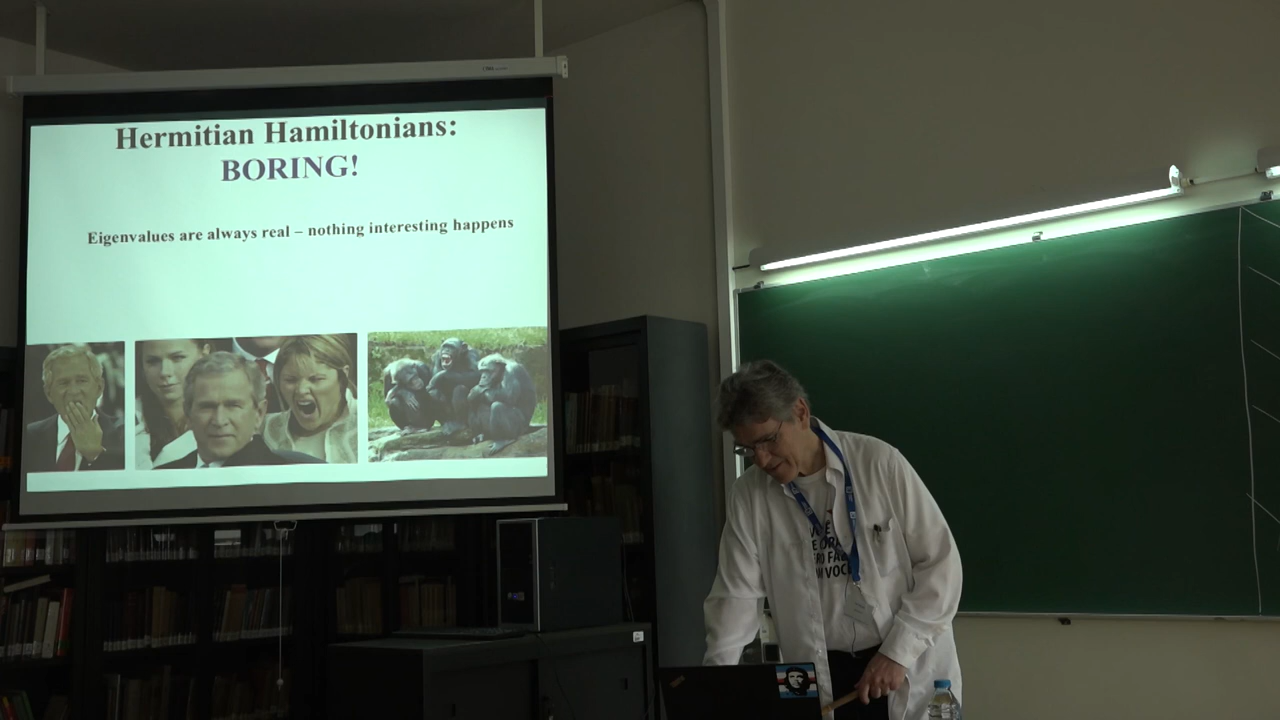 Hermitian Hamiltonians:
BORING!
Eigenvalues are always real – nothing interesting happens